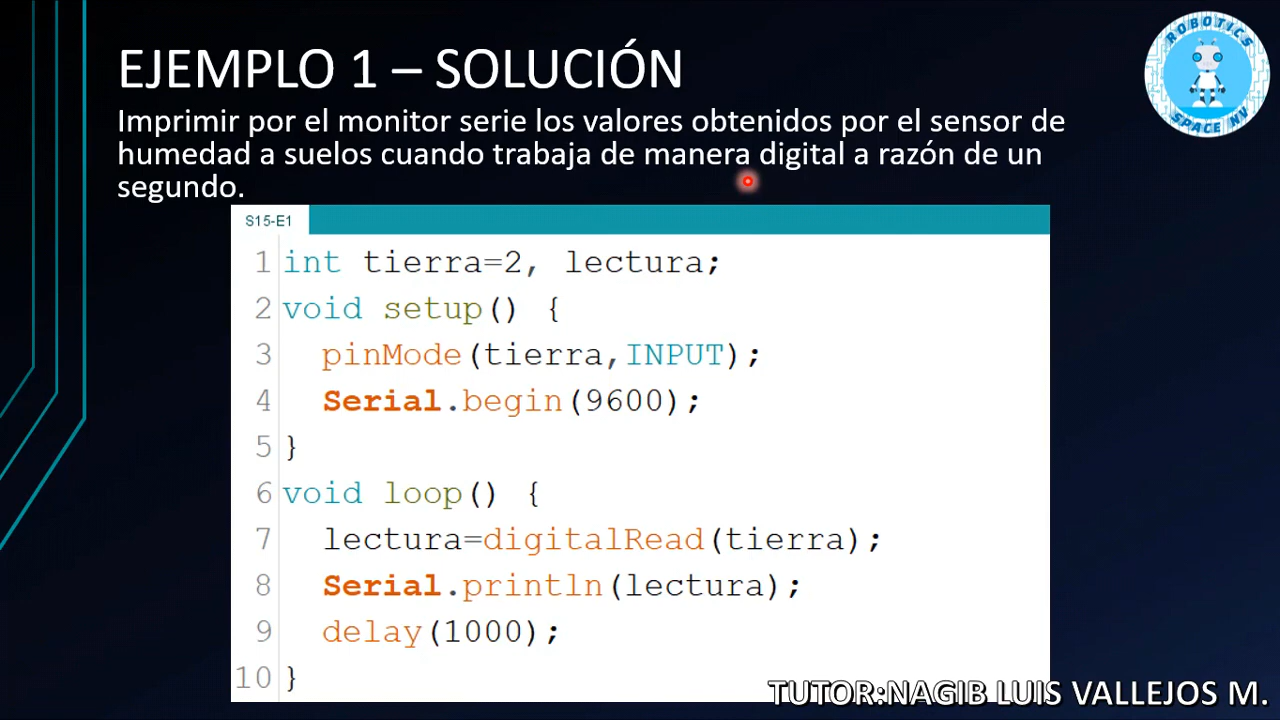 EJEMPLO 1 – SOLUCIÓN
ROBOTICS
SPACE NV
Imprimir por el monitor serie los valores obtenidos por el sensor de
humedad a suelos cuando trabaja de manera digital a razón de un
segundo.
S15-E1
1 int tierra=2, lectura;
2 void setup() {
3 pinMode(tierra,INPUT);
4 Serial.begin(9600);
5 }
6 void loop() {
7 lectura=digitalRead(tierra);
8 Serial.println(lectura);
9 delay(1000);
10 }
TUTOR:NAGIB LUIS VALLEJOS M.